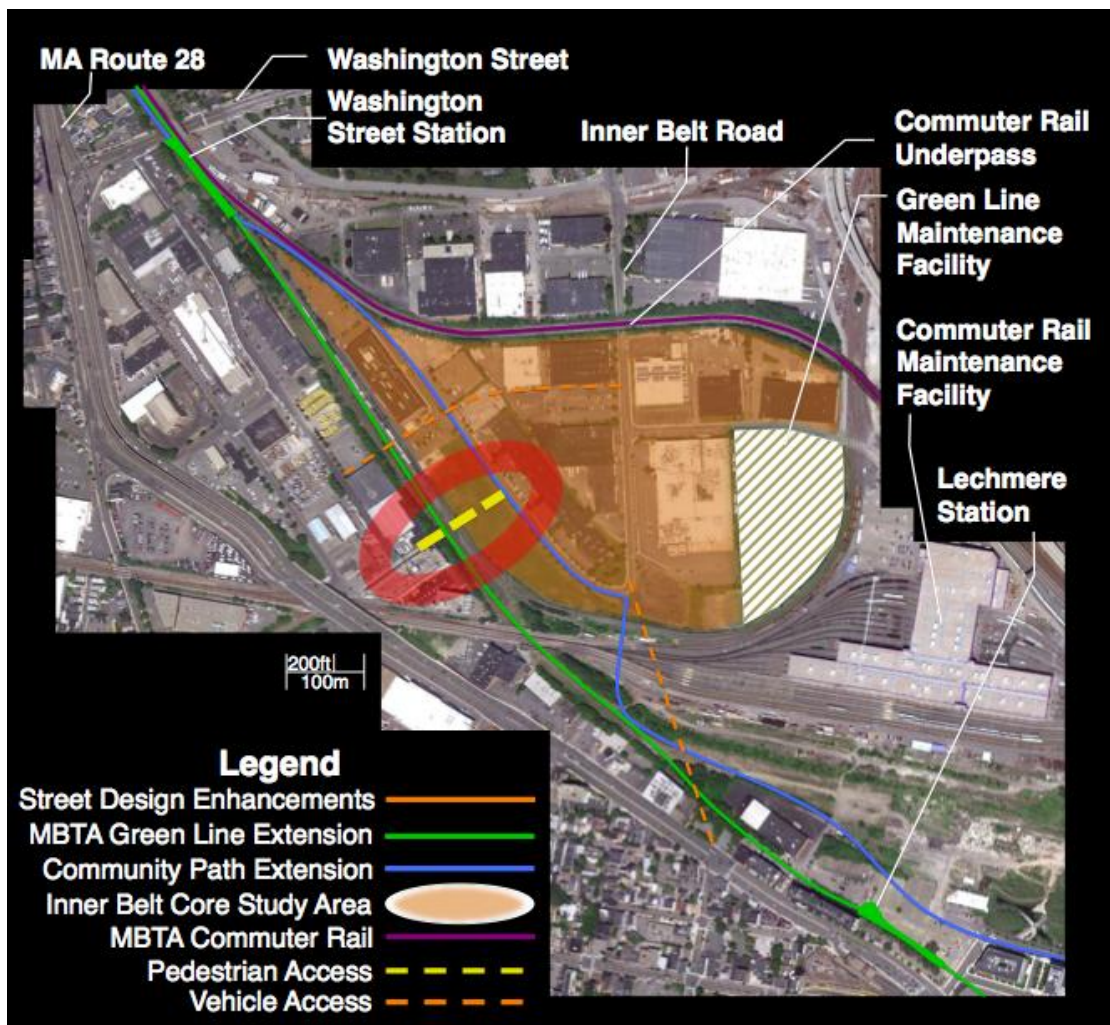 MA Route 28
Washington Street
Washington
Street Station
Inner Belt Road
Commuter Rail
Underpass
Green Line
Maintenance
Facility
Commuter Rail
Maintenance
Facility
Lechmere
Station
200ft
100m
Legend
Street Design Enhancements
MBTA Green Line Extension
Community Path Extension
Inner Belt Core Study Area
MBTA Commuter Rail
Pedestrian Access
Vehicle Access